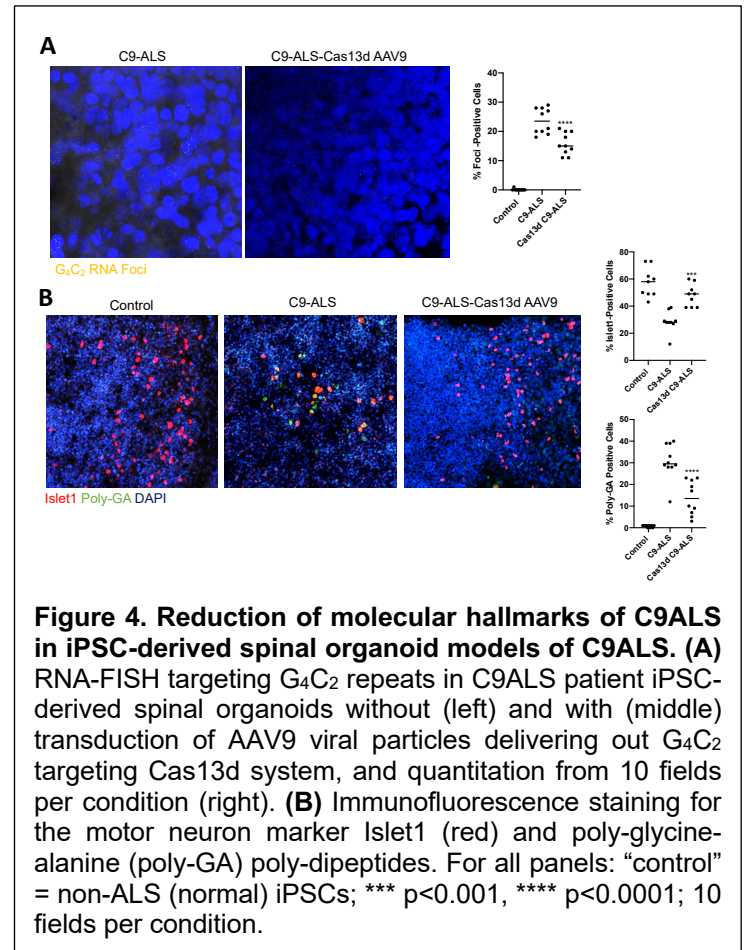 A
C9-ALS
C9-ALS-Cas13d AAV9
G₄C₂ RNA Foci
% Foci -Positive Cells
40
30
20
10
0
****
Control
C9-ALS
Cas13d C9-ALS
B
Control
C9-ALS
C9-ALS-Cas13d AAV9
Islet1 Poly-GA DAPI
% Islet1-Positive Cells
80
60
40
20
0
***
Control
C9-ALS
Cas13d C9-ALS
% Poly-GA Positive Cells
50
40
30
20
10
0
****
Control
C9-ALS
Cas13d C9-ALS
Figure 4. Reduction of molecular hallmarks of C9ALS
in iPSC-derived spinal organoid models of C9ALS. (A)
RNA-FISH targeting G₄C₂ repeats in C9ALS patient iPSC-
derived spinal organoids without (left) and with (middle)
transduction of AAV9 viral particles delivering out G₄C₂
targeting Cas13d system, and quantitation from 10 fields
per condition (right). (B) Immunofluorescence staining for
the motor neuron marker Islet1 (red) and poly-glycine-
alanine (poly-GA) poly-dipeptides. For all panels: “control”
= non-ALS (normal) iPSCs; *** p<0.001, **** p<0.0001; 10
fields per condition.